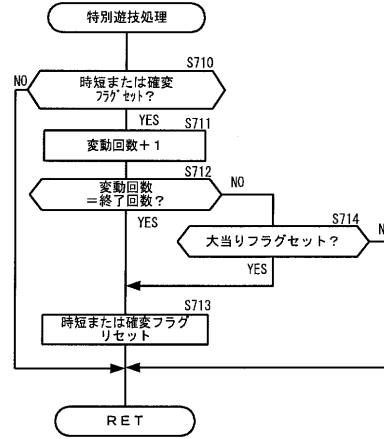 特別遊技処理
S710
NO
時短または確変
フラグセット？
YES
S711
変動回数＋１
S712
変動回数
＝終了回数？
NO
YES
S714
大当りフラグセット？
YES
S713
時短または確変フラグ
リセット
ＲＥＴ